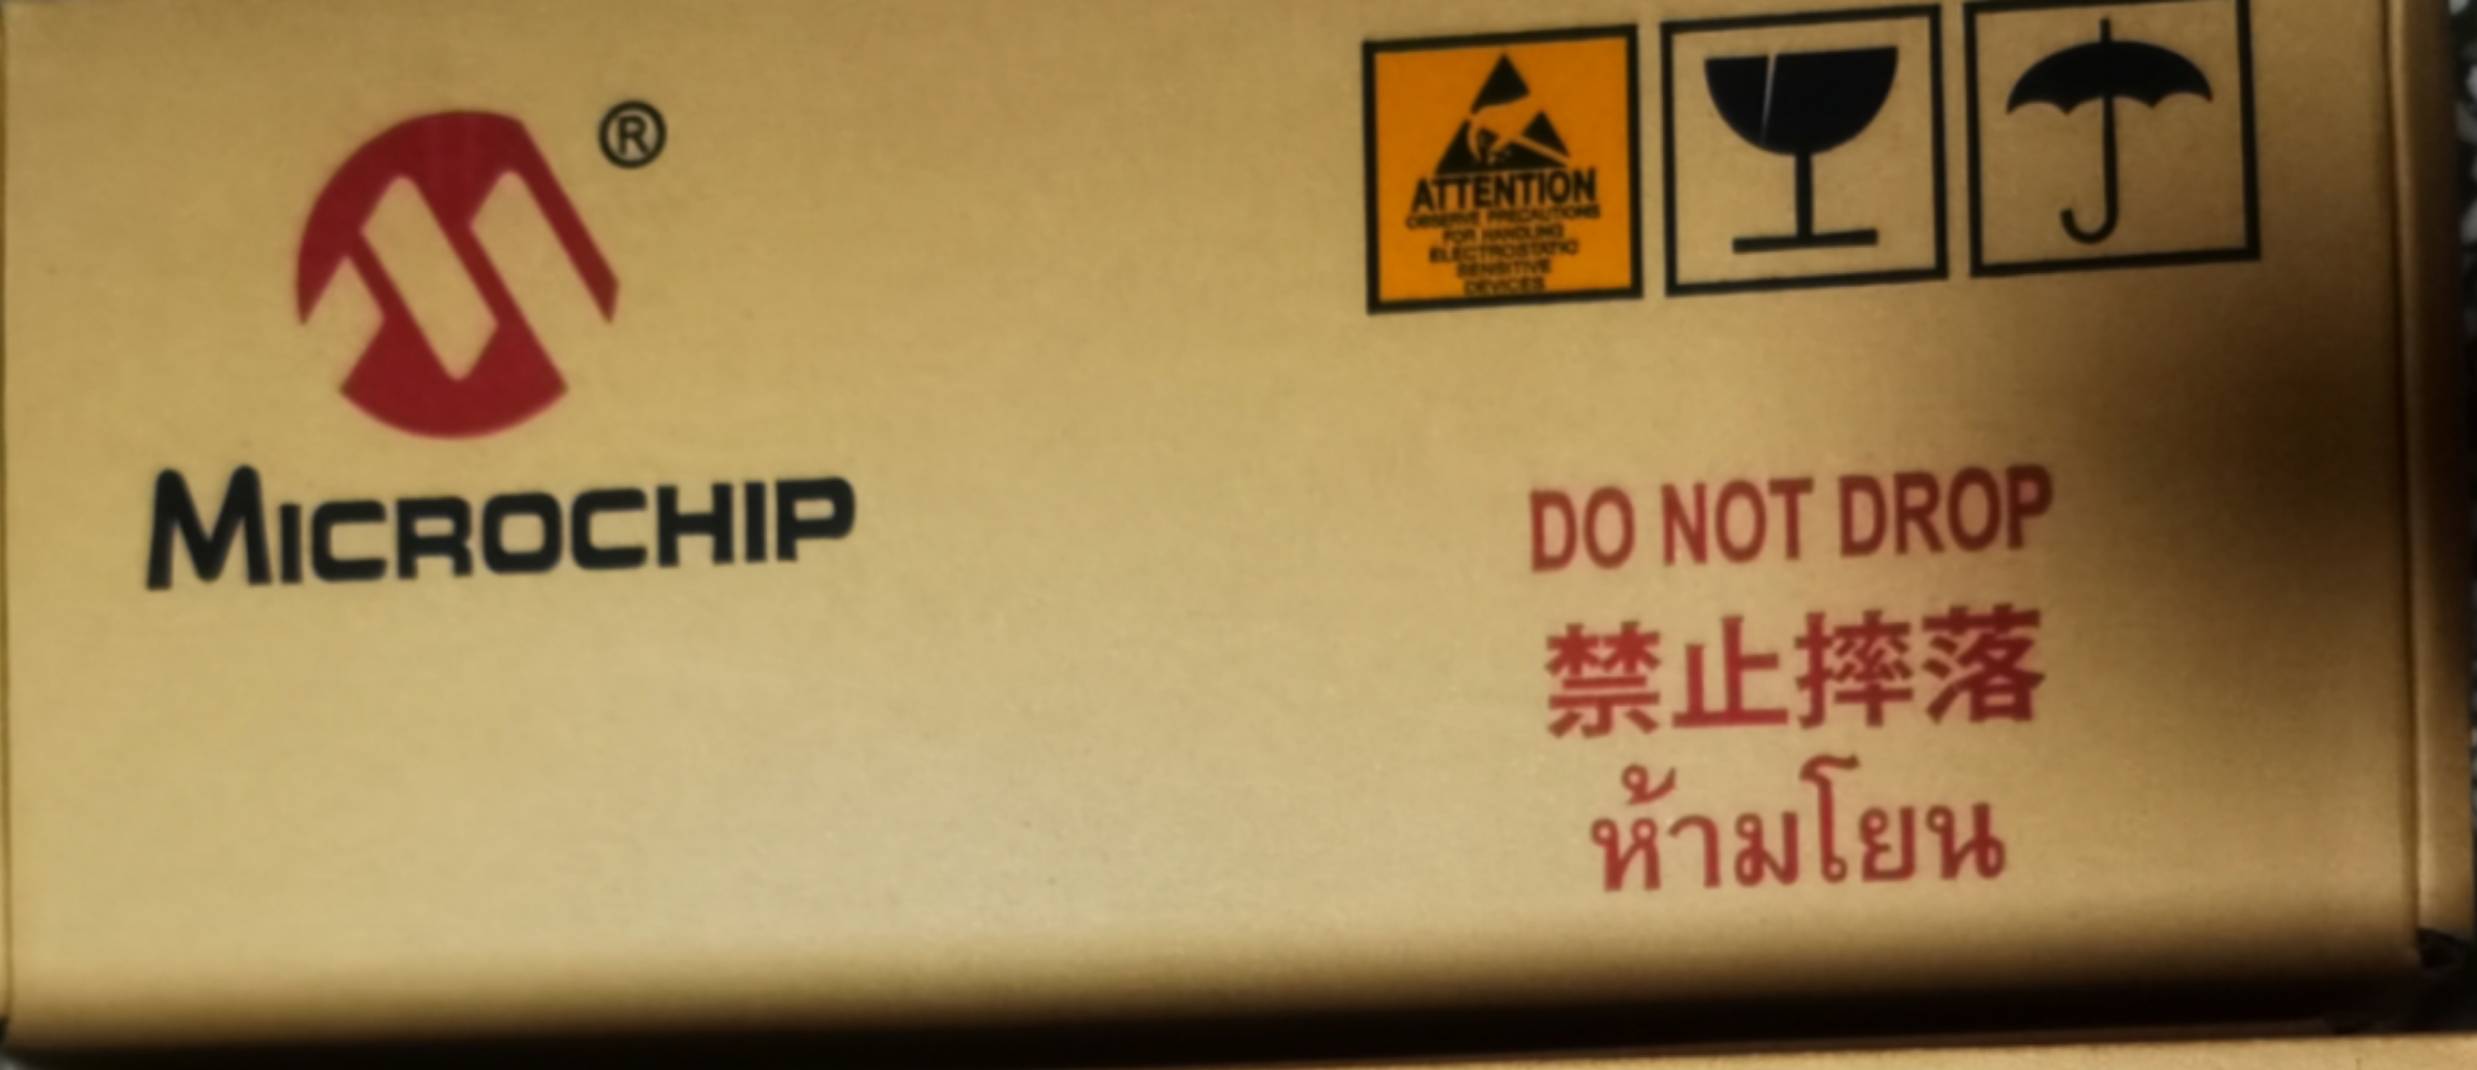 ®
MICROCHIP
ATTENTION
OBSERVE PRECAUTIONS
FOR HANDLING
ELECTROSTATIC
SENSITIVE
DEVICES
DO NOT DROP
禁止摔落
ห้ามโยน